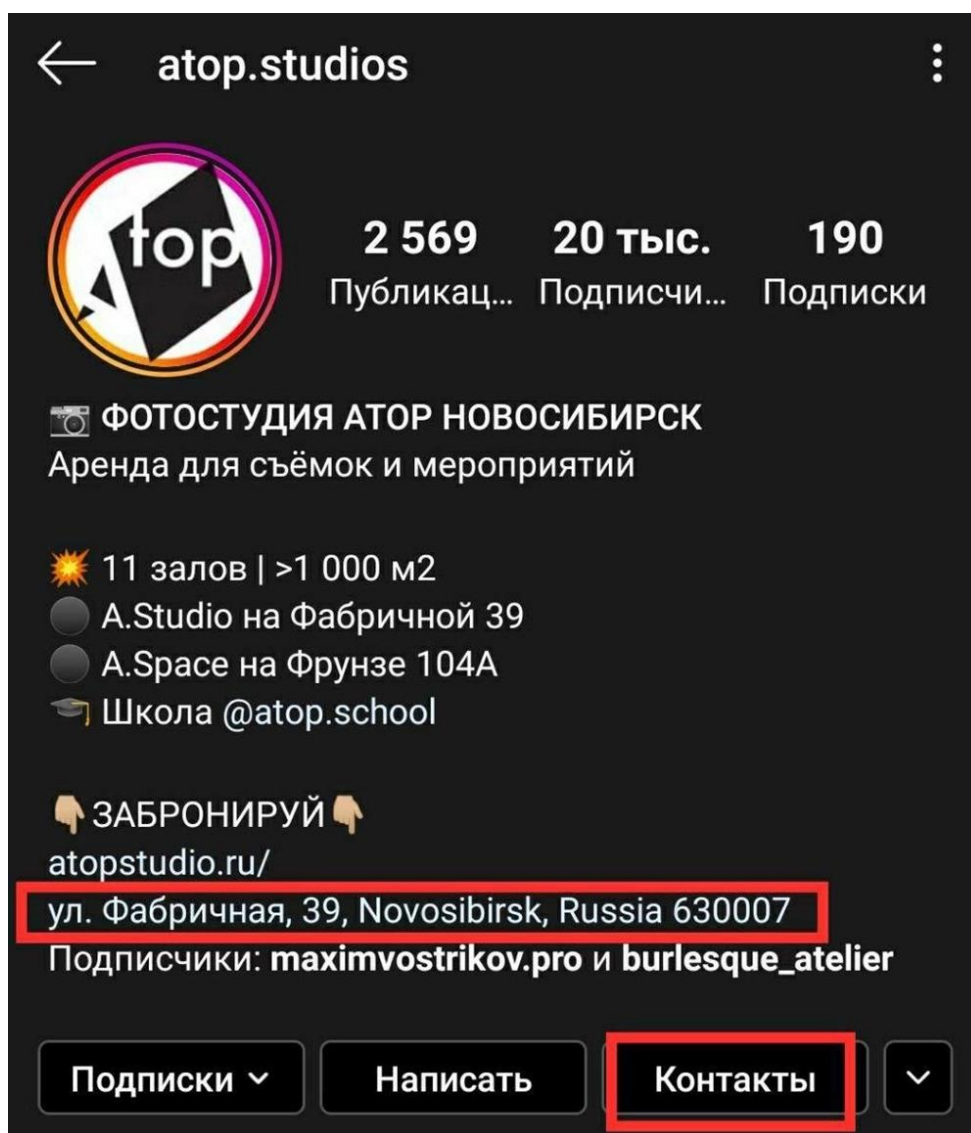 atop.studios
top
2 569 20 тыс. 190
Публикац... Подписчи... Подписки
ФОТОСТУДИЯ АТОР НОВОСИБИРСК
Аренда для съёмок и мероприятий
11 залов | >1 000 м2
A.Studio на Фабричной 39
A.Space на Фрунзе 104А
Школа @atop.school
ЗАБРОНИРУЙ
atopstudio.ru/
ул. Фабричная, 39, Novosibirsk, Russia 630007
Подписчики: maximvostrikov.pro и burlesque_atelier
Подписки Написать Контакты